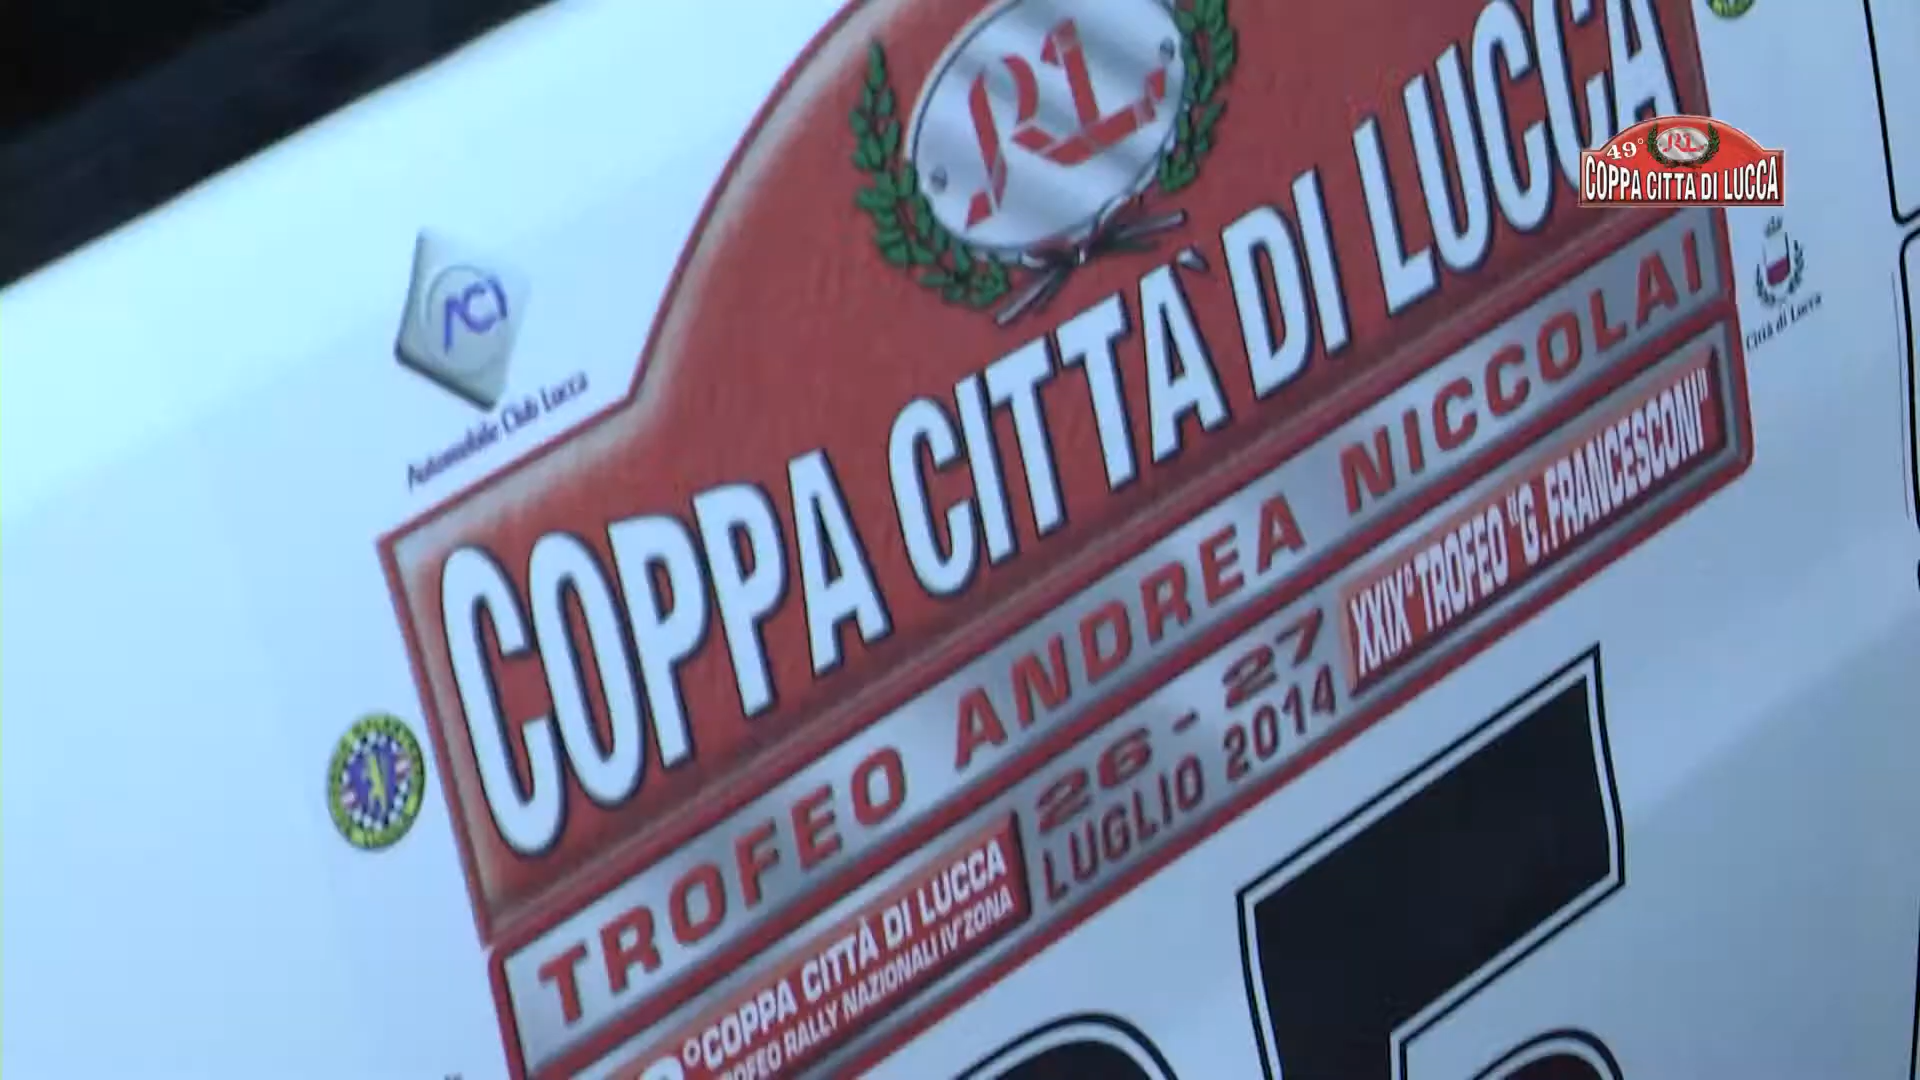 RL
COPPA CITTÀ DI LUCCA
49°
RL
COPPA CITTA DI LUCCA
ACI
Automobile Club Lucca
Città di Lucca
TROFEO ANDREA NICCOLAI
26 - 27
LUGLIO 2014
XXIX° TROFEO "G. FRANCESCONI"
°COPPA CITTÀ DI LUCCA
RALLY NAZIONALI IV ZONA